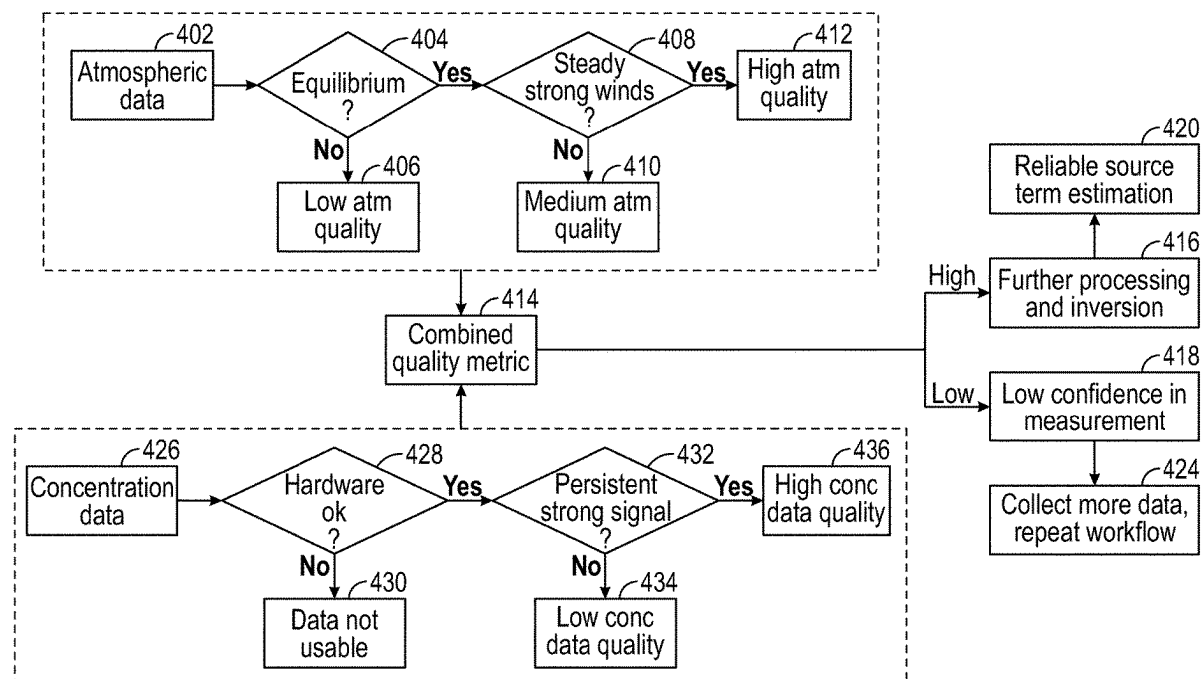 402
Atmospheric
data
404
Equilibrium
?
Yes
No
406
Low atm
quality
408
Steady
strong winds
?
Yes
No
410
Medium atm
quality
412
High atm
quality
414
Combined
quality metric
High
Low
420
Reliable source
term estimation
416
Further processing
and inversion
418
Low confidence in
measurement
424
Collect more data,
repeat workflow
426
Concentration
data
428
Hardware
ok
?
Yes
No
430
Data not
usable
432
Persistent
strong signal
?
Yes
No
434
Low conc
data quality
436
High conc
data quality